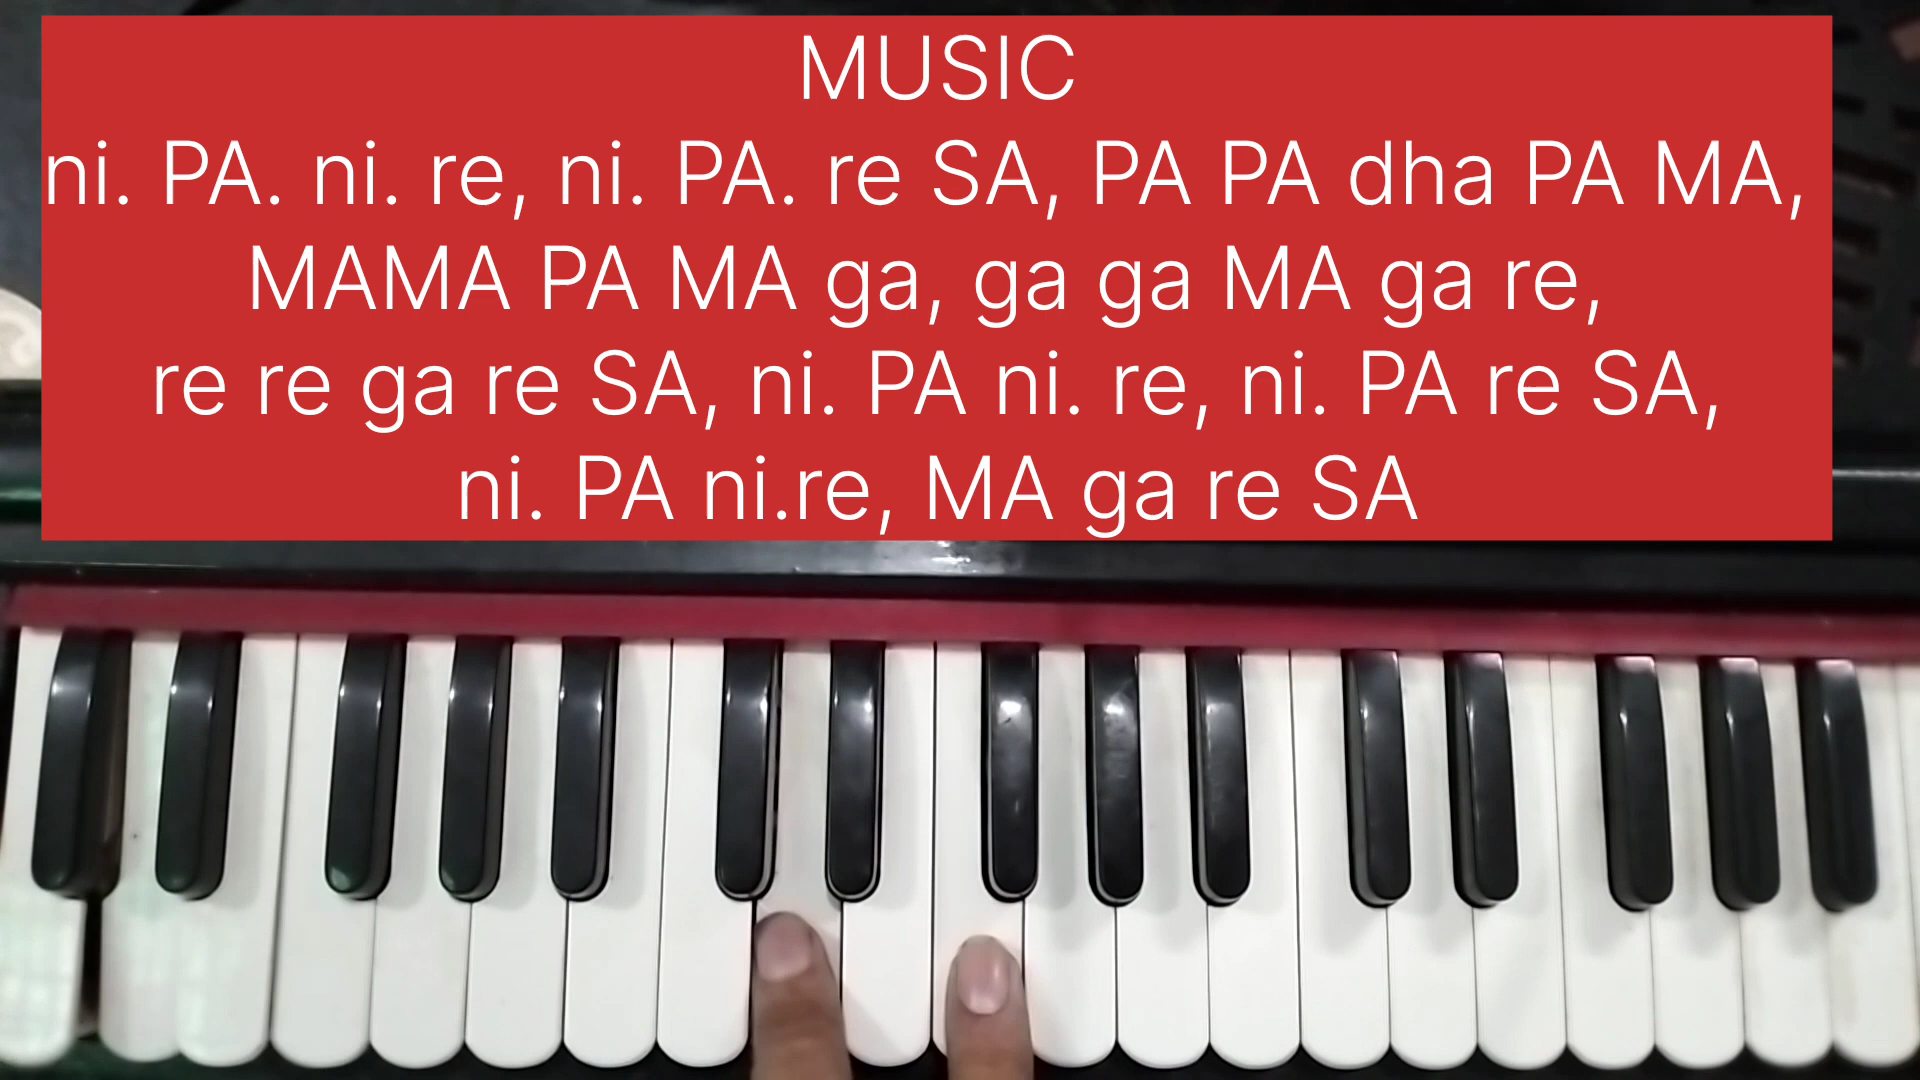 MUSIC
ni. PA. ni. re, ni. PA. re SA, PA PA dha PA MA,
MAMA PA MA ga, ga ga MA ga re,
re re ga re SA, ni. PA ni. re, ni. PA re SA,
ni. PA ni.re, MA ga re SA